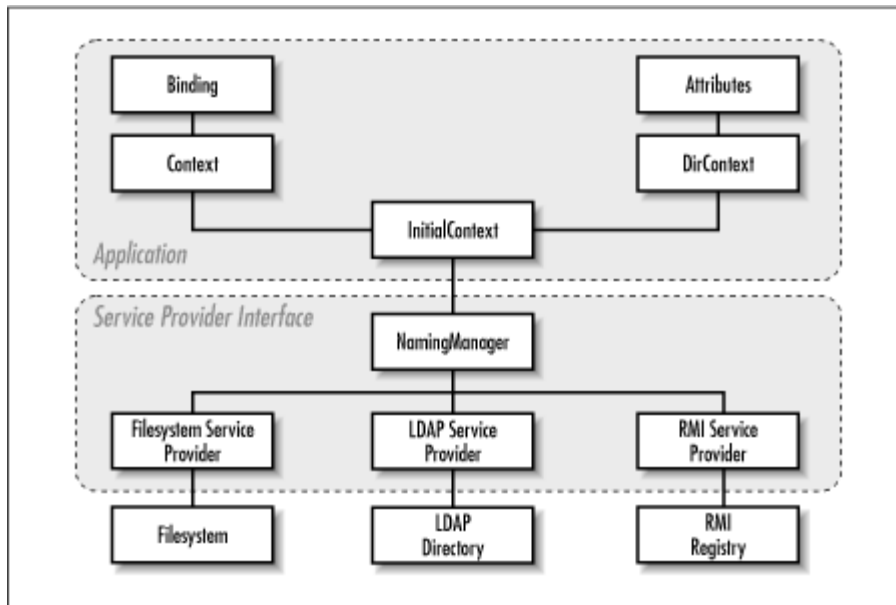 Binding
Attributes
Context
DirContext
InitialContext
Application
Service Provider Interface
NamingManager
Filesystem Service
Provider
LDAP Service
Provider
RMI Service
Provider
Filesystem
LDAP
Directory
RMI
Registry